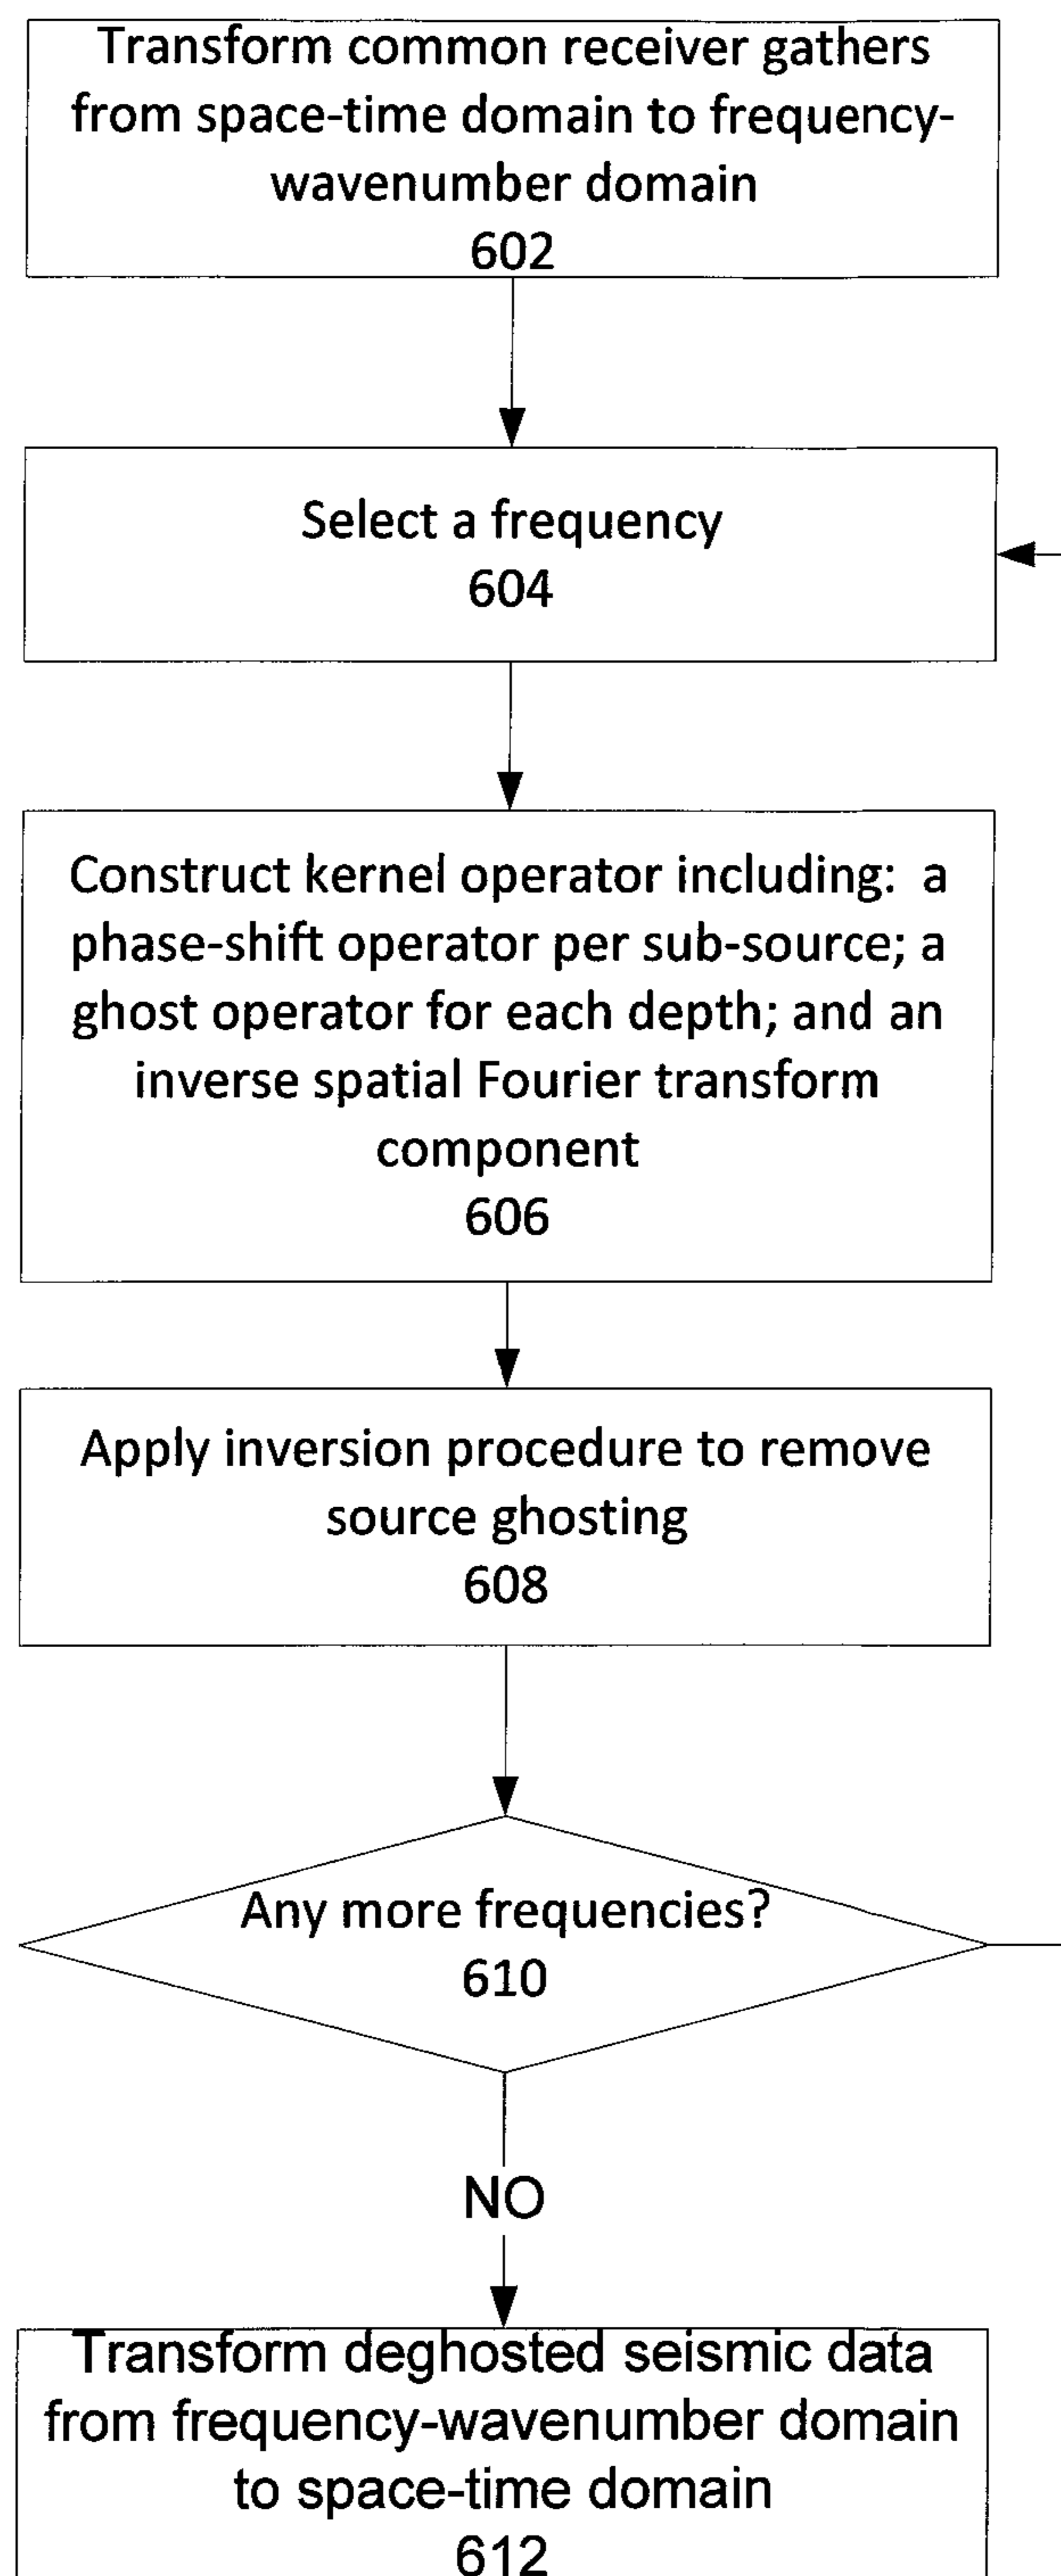 Transform common receiver gathers
from space-time domain to frequency-
wavenumber domain
602
Select a frequency
604
Construct kernel operator including:  a
phase-shift operator per sub-source; a
ghost operator for each depth; and an
inverse spatial Fourier transform
component
606
Apply inversion procedure to remove
source ghosting
608
Any more frequencies?
610
NO
Transform deghosted seismic data
from frequency-wavenumber domain
to space-time domain
612